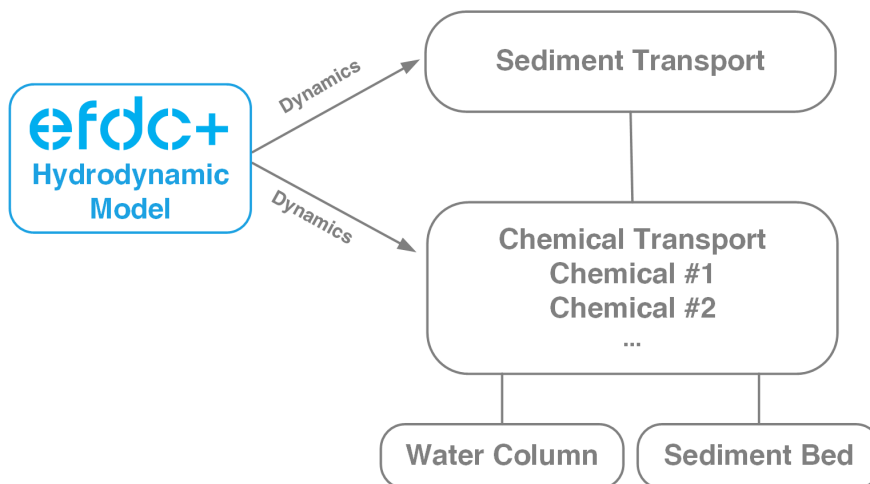 Sediment Transport
Dynamics
efdc+
Hydrodynamic
Model
Dynamics
Chemical Transport
Chemical #1
Chemical #2
...
Water Column
Sediment Bed